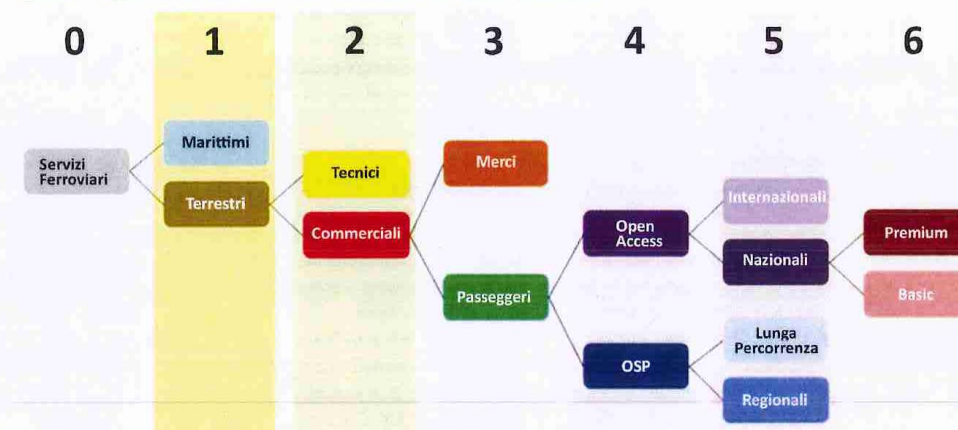 0 1 2 3 4 5 6
Marittimi
Servizi
Ferroviari
Terrestri
Tecnici
Commerciali
Merci
Passeggeri
Open
Access
OSP
Internazionali
Nazionali
Lunga
Percorrenza
Regionali
Premium
Basic